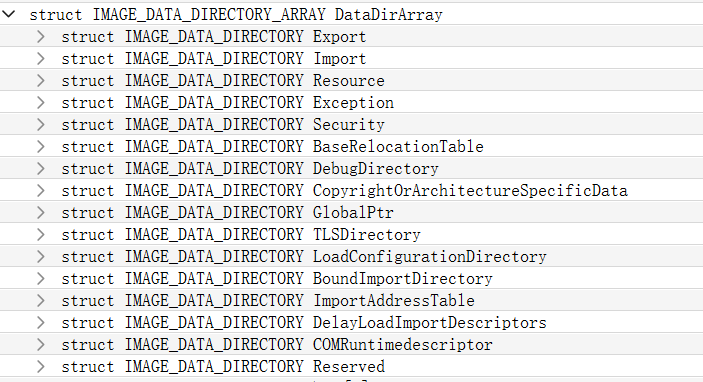 struct IMAGE_DATA_DIRECTORY_ARRAY DataDirArray
struct IMAGE_DATA_DIRECTORY Export
struct IMAGE_DATA_DIRECTORY Import
struct IMAGE_DATA_DIRECTORY Resource
struct IMAGE_DATA_DIRECTORY Exception
struct IMAGE_DATA_DIRECTORY Security
struct IMAGE_DATA_DIRECTORY BaseRelocationTable
struct IMAGE_DATA_DIRECTORY DebugDirectory
struct IMAGE_DATA_DIRECTORY CopyrightOrArchitectureSpecificData
struct IMAGE_DATA_DIRECTORY GlobalPtr
struct IMAGE_DATA_DIRECTORY TLSDirectory
struct IMAGE_DATA_DIRECTORY LoadConfigurationDirectory
struct IMAGE_DATA_DIRECTORY BoundImportDirectory
struct IMAGE_DATA_DIRECTORY ImportAddressTable
struct IMAGE_DATA_DIRECTORY DelayLoadImportDescriptors
struct IMAGE_DATA_DIRECTORY COMRuntimedescriptor
struct IMAGE_DATA_DIRECTORY Reserved